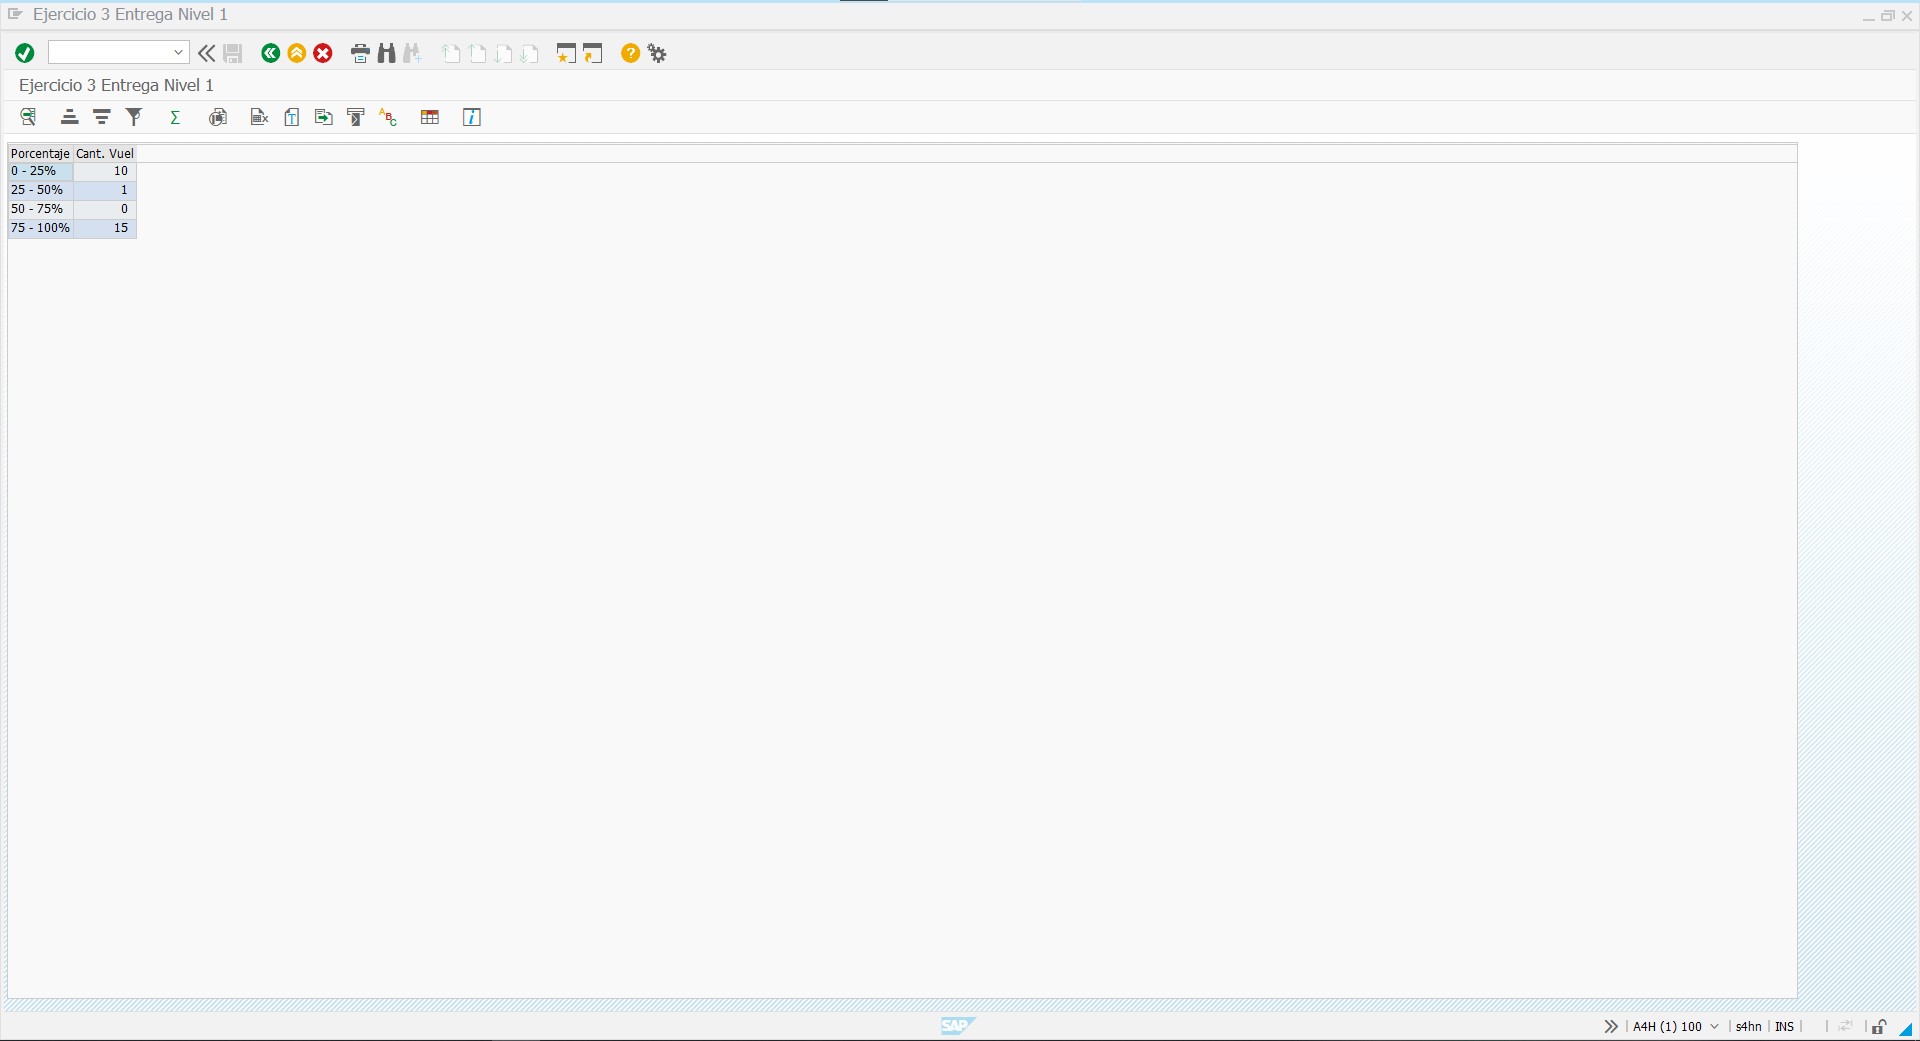 Ejercicio 3 Entrega Nivel 1
Ejercicio 3 Entrega Nivel 1
Porcentaje Cant. Vuel
0 - 25% 10
25 - 50% 1
50 - 75% 0
75 - 100% 15
SAP
A4H (1) 100 s4hn INS